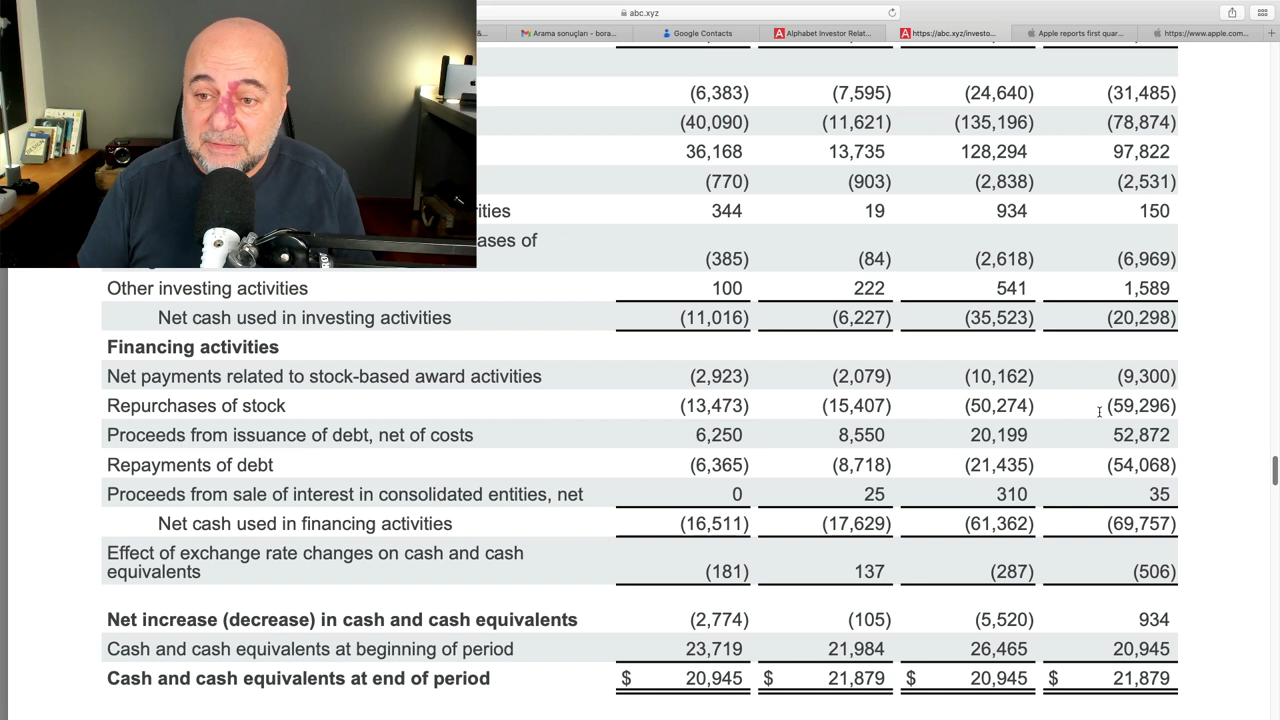 abc.xyz
&...
Arama sonuçları - bora...
Google Contacts
Alphabet Investor Relat...
https://abc.xyz/investo...
Apple reports first quar...
https://www.apple.com...
(6,383) (7,595) (24,640) (31,485)
(40,090) (11,621) (135,196) (78,874)
36,168 13,735 128,294 97,822
(770) (903) (2,838) (2,531)
ities 344 19 934 150
ases of
(385) (84) (2,618) (6,969)
Other investing activities 100 222 541 1,589
Net cash used in investing activities (11,016) (6,227) (35,523) (20,298)
Financing activities
Net payments related to stock-based award activities (2,923) (2,079) (10,162) (9,300)
Repurchases of stock (13,473) (15,407) (50,274) (59,296)
Proceeds from issuance of debt, net of costs 6,250 8,550 20,199 52,872
Repayments of debt (6,365) (8,718) (21,435) (54,068)
Proceeds from sale of interest in consolidated entities, net 0 25 310 35
Net cash used in financing activities (16,511) (17,629) (61,362) (69,757)
Effect of exchange rate changes on cash and cash
equivalents (181) 137 (287) (506)
Net increase (decrease) in cash and cash equivalents (2,774) (105) (5,520) 934
Cash and cash equivalents at beginning of period 23,719 21,984 26,465 20,945
Cash and cash equivalents at end of period $ 20,945 $ 21,879 $ 20,945 $ 21,879